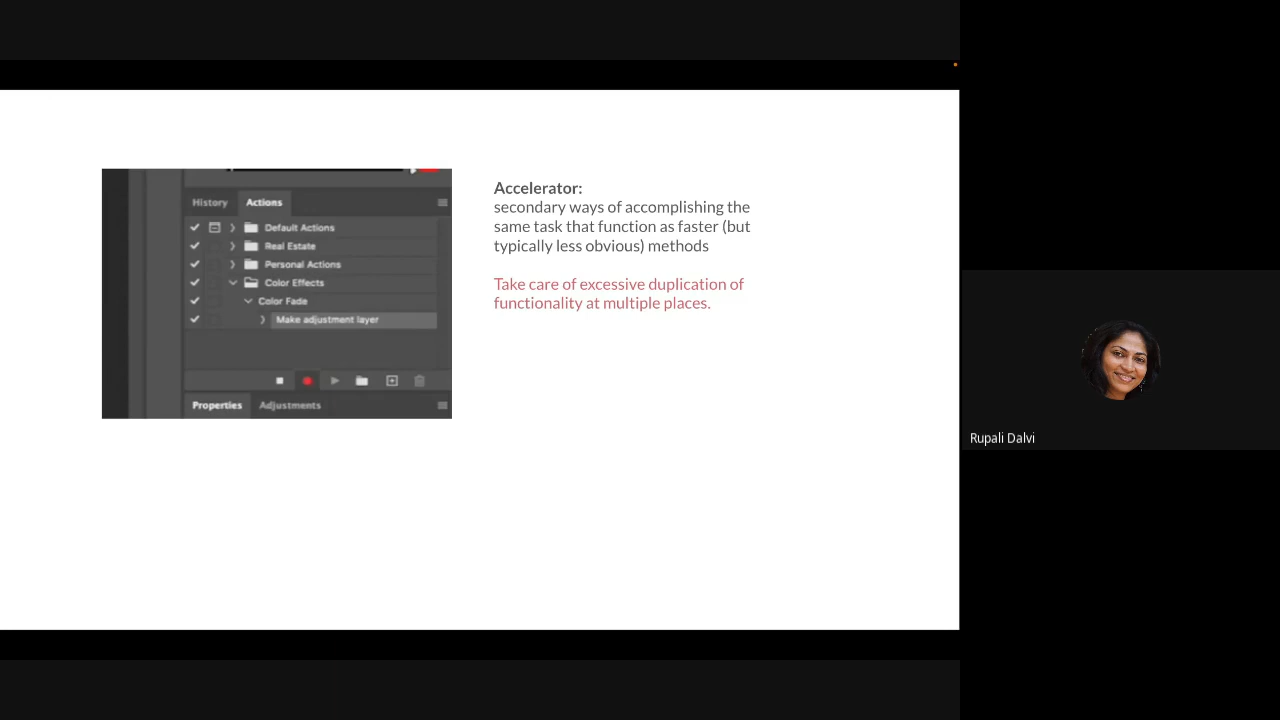 History Actions
Default Actions
Real Estate
Personal Actions
Color Effects
Color Fade
Make adjustment layer
Properties Adjustments
Accelerator:
secondary ways of accomplishing the
same task that function as faster (but
typically less obvious) methods
Take care of excessive duplication of
functionality at multiple places.
Rupali Dalvi